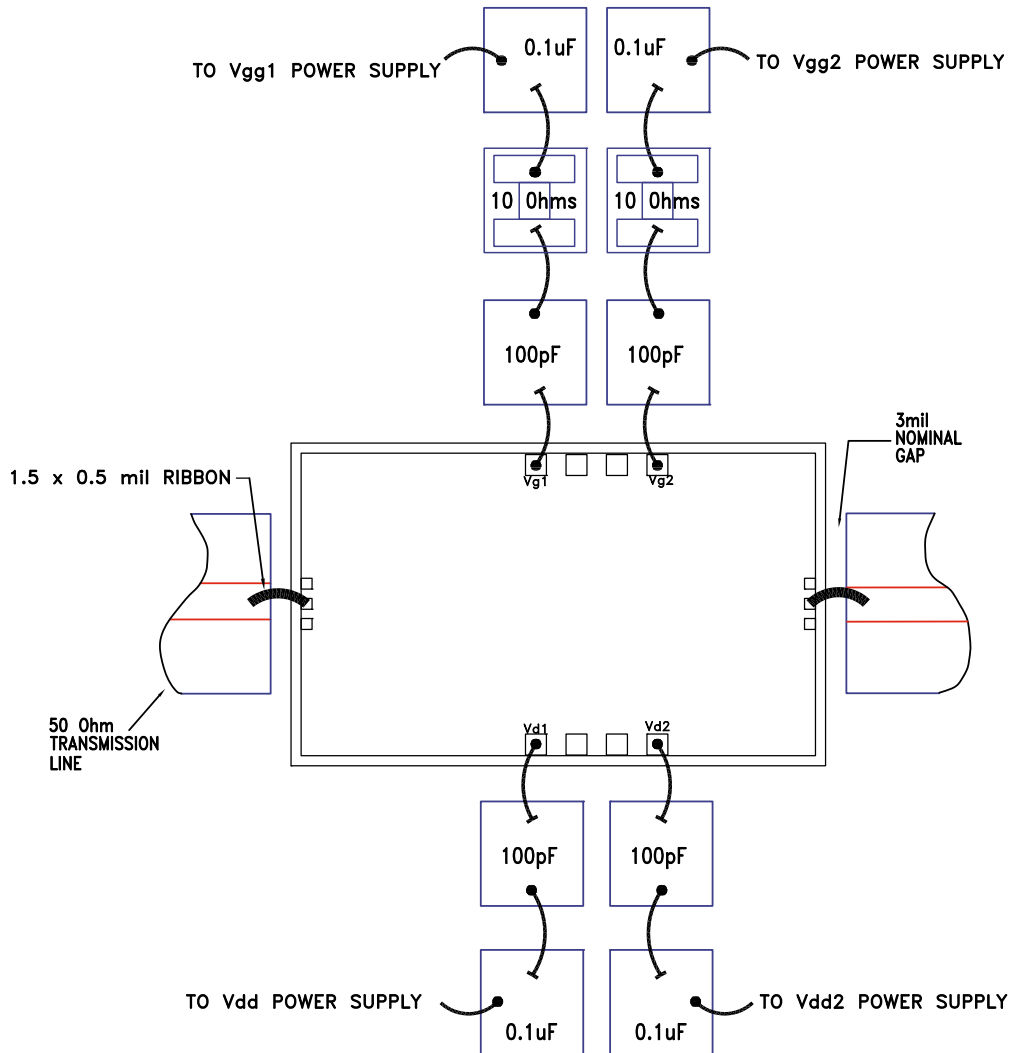 0.1uF
0.1uF
TO Vgg1 POWER SUPPLY
TO Vgg2 POWER SUPPLY
10 Ohms
10 Ohms
100pF
100pF
3mil
NOMINAL
GAP
1.5 x 0.5 mil RIBBON
Vg1
Vg2
50 Ohm
TRANSMISSION
LINE
Vd1
Vd2
100pF
100pF
TO Vdd POWER SUPPLY
TO Vdd2 POWER SUPPLY
0.1uF
0.1uF